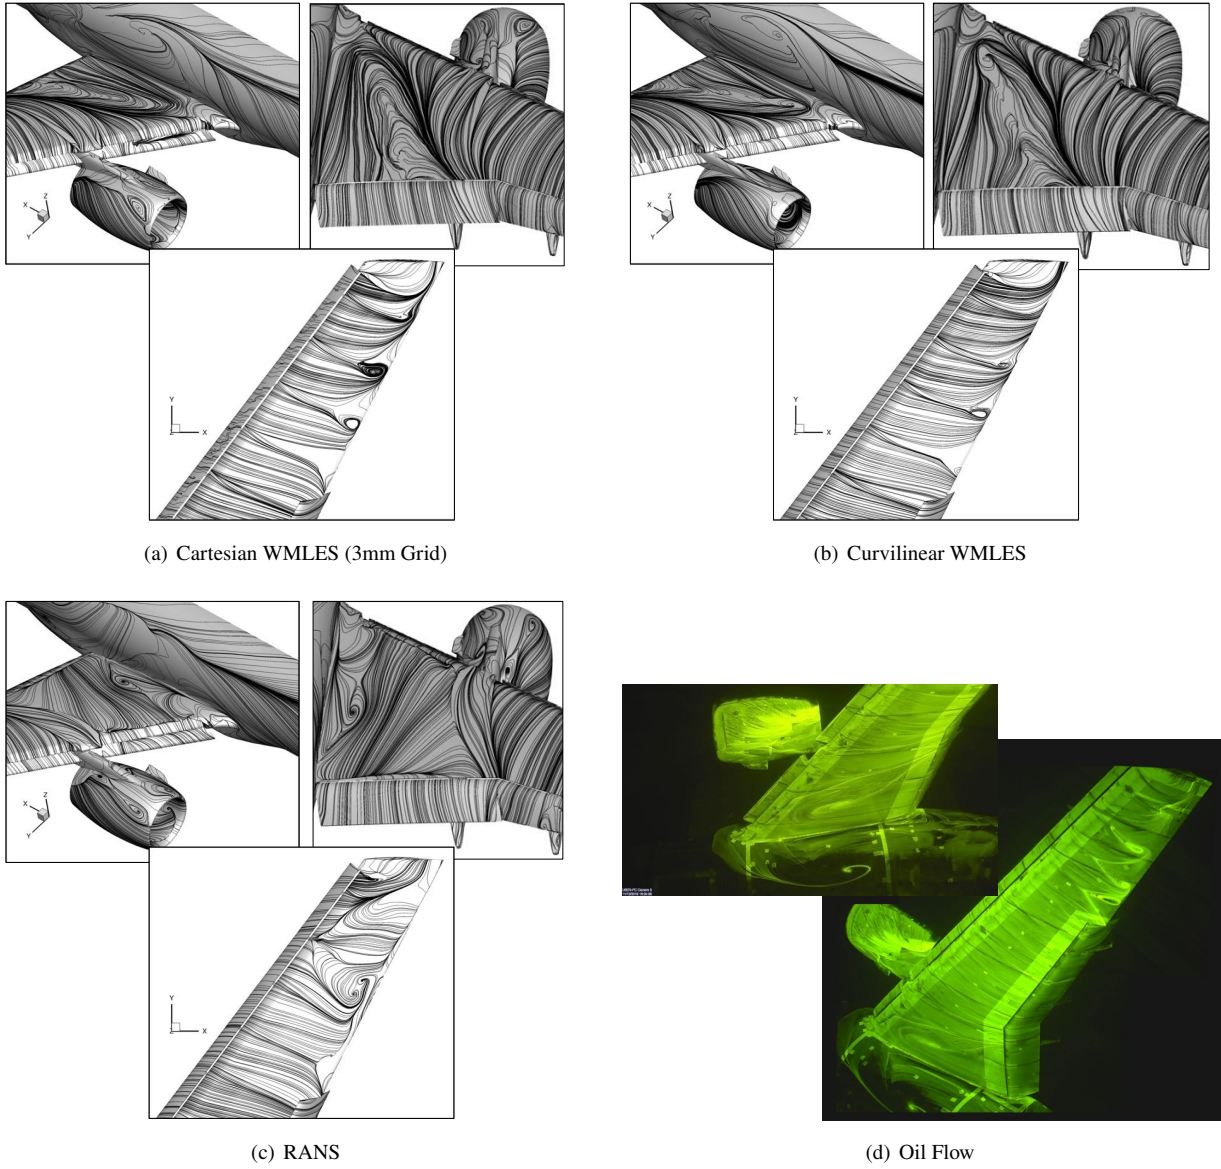 X
Z
Y
X
Z
Y
Y
Z
X
Y
Z
X
(a) Cartesian WMLES (3mm Grid)
(b) Curvilinear WMLES
X
Z
Y
Y
Z
X
(c) RANS
(d) Oil Flow